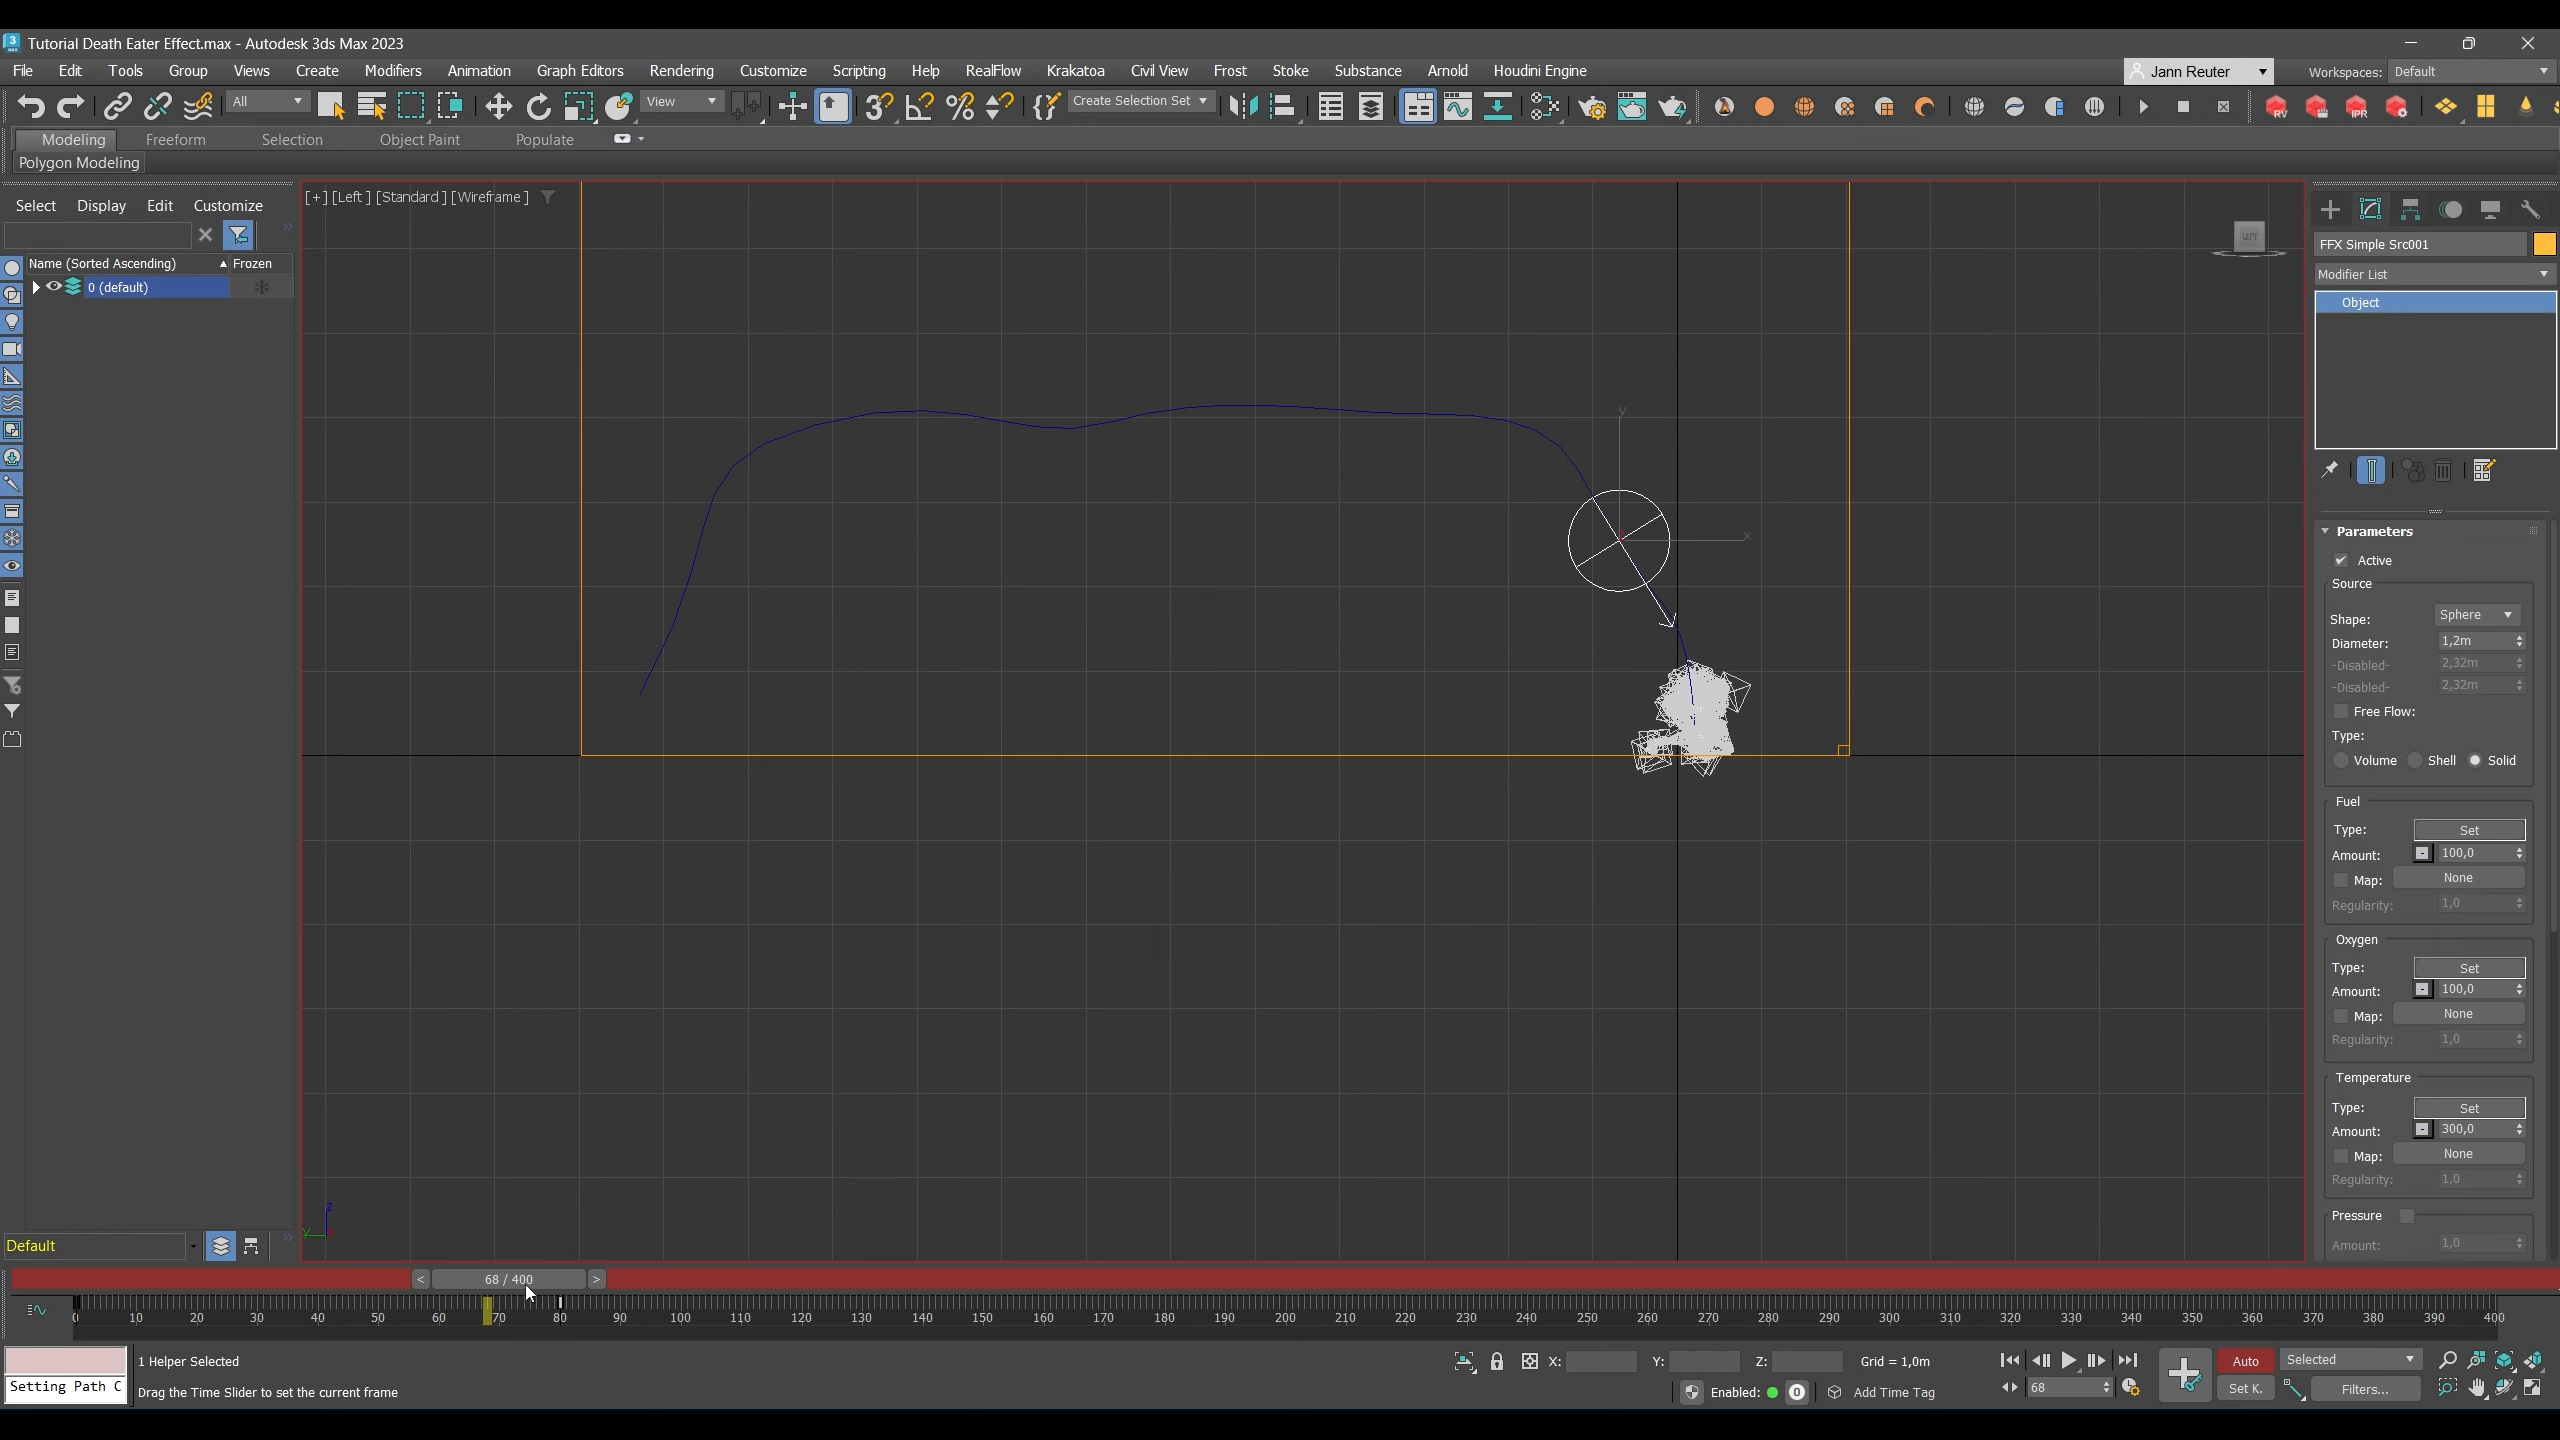 Tutorial Death Eater Effect.max - Autodesk 3ds Max 2023
File Edit Tools Group Views Create Modifiers Animation Graph Editors Rendering Customize Scripting Help RealFlow Krakatoa Civil View Frost Stoke Substance Arnold Houdini Engine
Jann Reuter
Workspaces: Default
All
View
Create Selection Set
RV
IPR
Modeling Freeform Selection Object Paint Populate
Polygon Modeling
Select Display Edit Customize
Name (Sorted Ascending) Frozen
0 (default)
[+] [Left ] [Standard ] [Wireframe ]
LEFT
y
x
z
y
FFX Simple Src001
Modifier List
Object
Parameters
Active
Source
Shape: Sphere
Diameter: 1,2m
-Disabled- 2,32m
-Disabled- 2,32m
Free Flow:
Type:
Volume Shell Solid
Fuel
Type: Set
Amount: - 100,0
Map: None
Regularity: 1,0
Oxygen
Type: Set
Amount: - 100,0
Map: None
Regularity: 1,0
Temperature
Type: Set
Amount: - 300,0
Map: None
Regularity: 1,0
Pressure
Amount: 1,0
Default
< 68 / 400 >
0 10 20 30 40 50 60 70 80 90 100 110 120 130 140 150 160 170 180 190 200 210 220 230 240 250 260 270 280 290 300 310 320 330 340 350 360 370 380 390 400
1 Helper Selected
Setting Path C
Drag the Time Slider to set the current frame
X: Y: Z: Grid = 1,0m
Enabled: 0 Add Time Tag
68
Auto Selected
Set K. Filters...